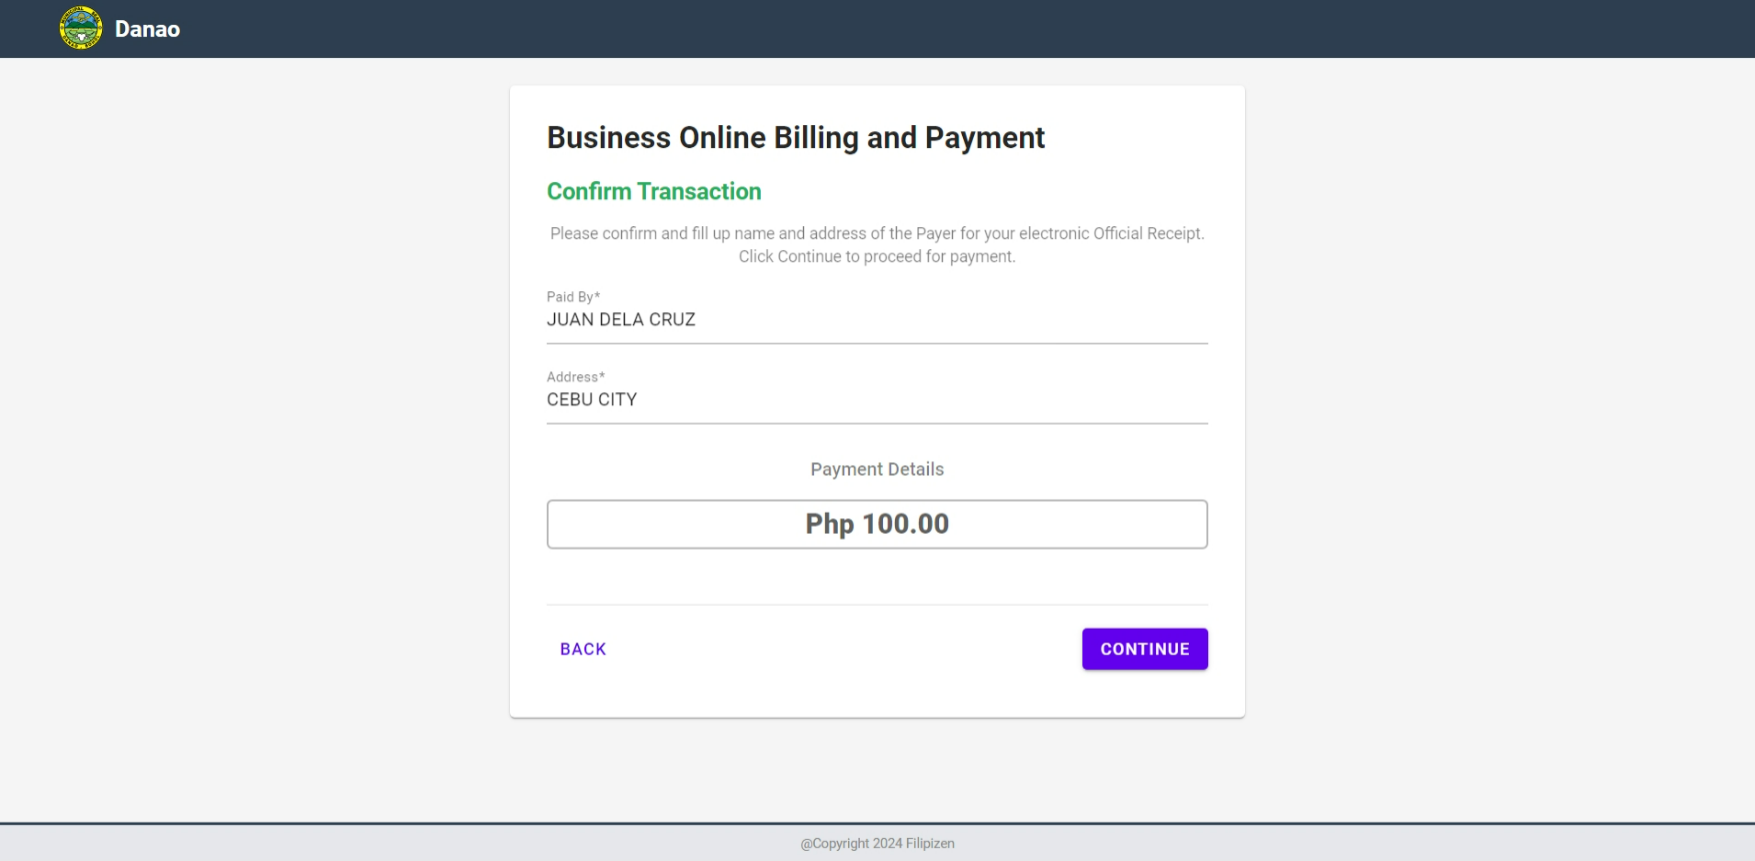 Danao
Business Online Billing and Payment
Confirm Transaction
Please confirm and fill up name and address of the Payer for your electronic Official Receipt.
Click Continue to proceed for payment.
Paid By*
JUAN DELA CRUZ
Address*
CEBU CITY
Payment Details
Php 100.00
BACK
CONTINUE
@Copyright 2024 Filipizen